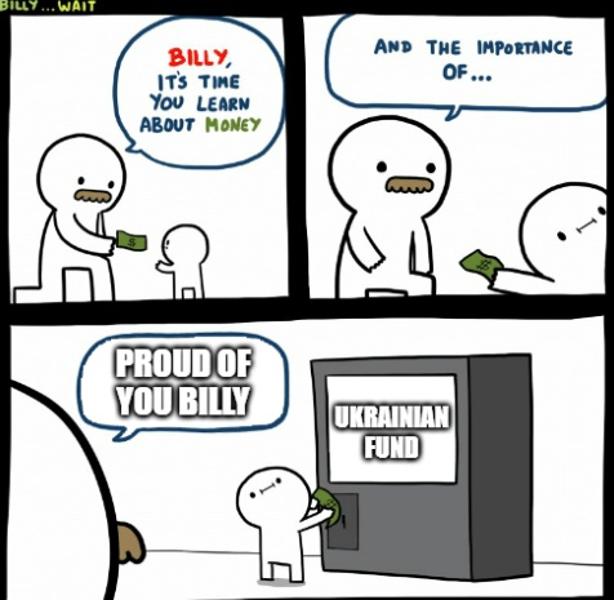 BILLY...WAIT
BILLY,
IT'S TIME
YOU LEARN
ABOUT MONEY
$
AND THE IMPORTANCE
OF...
$
PROUD OF
YOU BILLY
UKRAINIAN
FUND